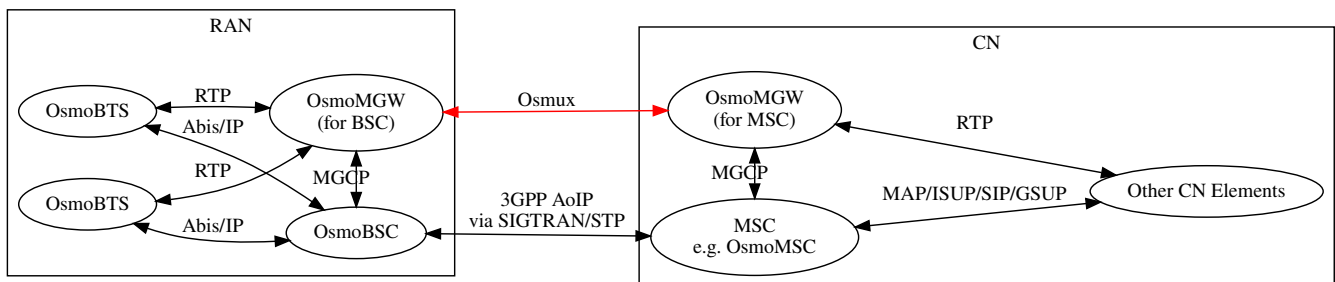 RAN
CN
OsmoBTS
RTP
OsmoMGW
(for BSC)
Osmux
OsmoMGW
(for MSC)
RTP
Abis/IP
RTP
MGCP
MGCP
OsmoBTS
Abis/IP
OsmoBSC
3GPP AoIP
via SIGTRAN/STP
MSC
e.g. OsmoMSC
MAP/ISUP/SIP/GSUP
Other CN Elements